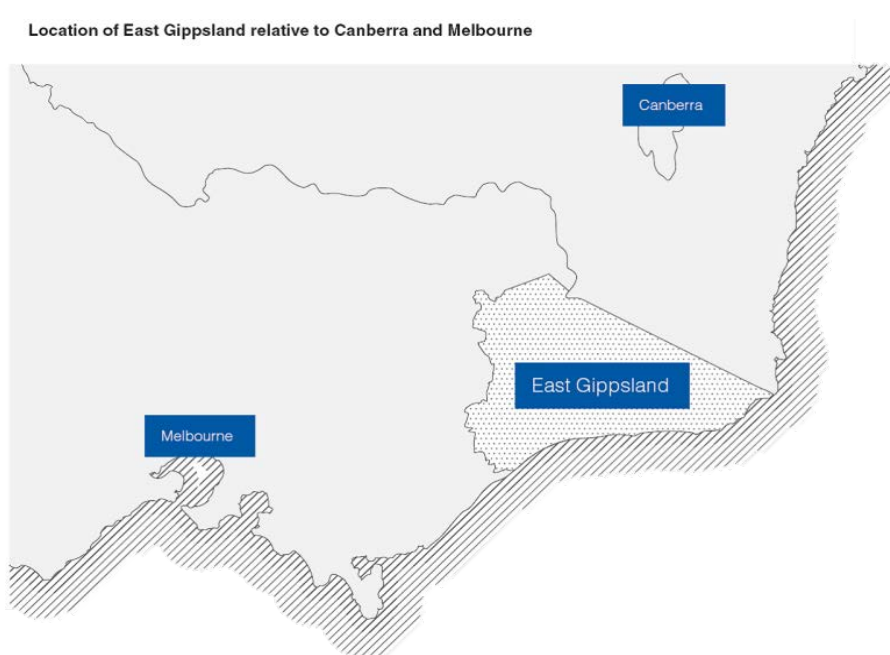 Location of East Gippsland relative to Canberra and Melbourne
Canberra
East Gippsland
Melbourne